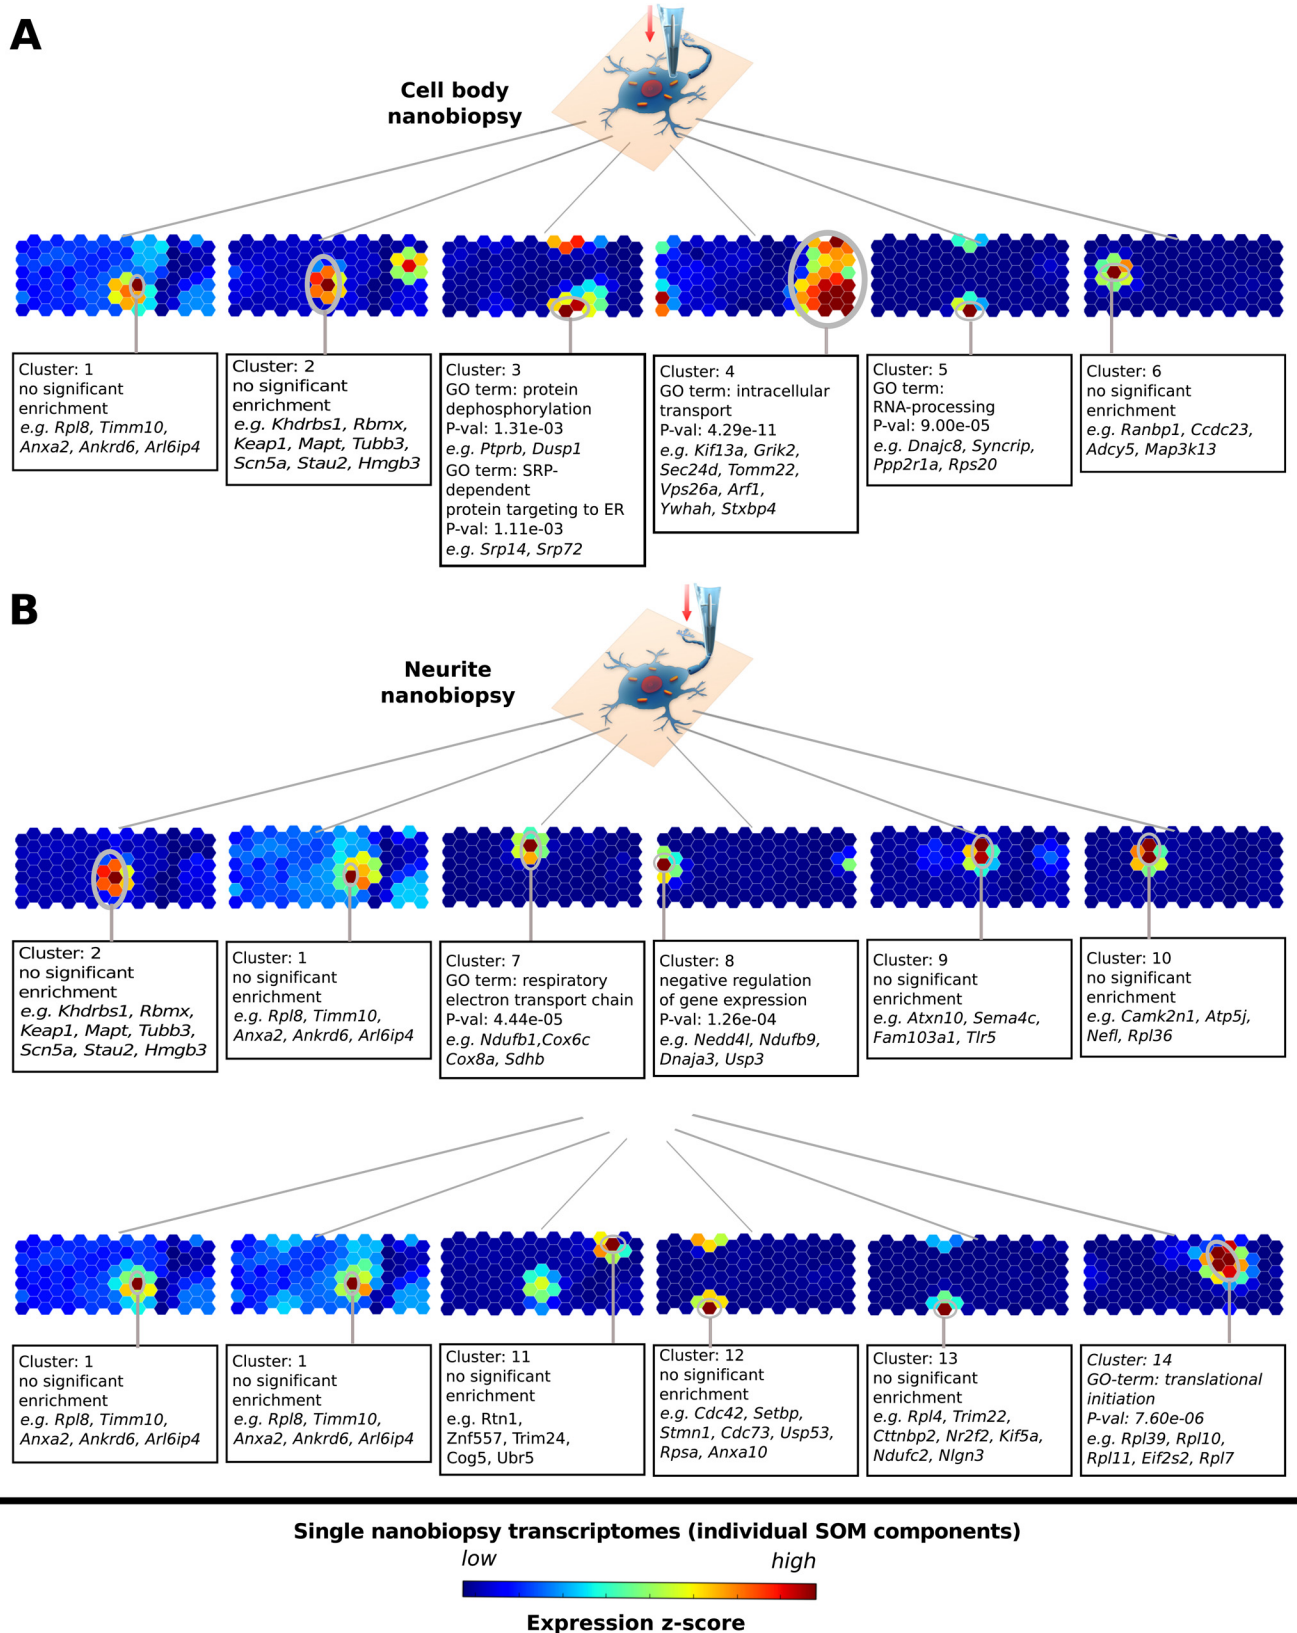 A
Cell body
nanobiopsy
Cluster: 1
no significant
enrichment
e.g. Rpl8, Timm10,
Anxa2, Ankrd6, Arl6ip4
Cluster: 2
no significant
enrichment
e.g. Khdrbs1, Rbmx,
Keap1, Mapt, Tubb3,
Scn5a, Stau2, Hmgb3
Cluster: 3
GO term: protein
dephosphorylation
P-val: 1.31e-03
e.g. Ptprb, Dusp1
GO term: SRP-
dependent
protein targeting to ER
P-val: 1.11e-03
e.g. Srp14, Srp72
Cluster: 4
GO term: intracellular
transport
P-val: 4.29e-11
e.g. Kif13a, Grik2,
Sec24d, Tomm22,
Vps26a, Arf1,
Ywhah, Stxbp4
Cluster: 5
GO term:
RNA-processing
P-val: 9.00e-05
e.g. Dnajc8, Syncrip,
Ppp2r1a, Rps20
Cluster: 6
no significant
enrichment
e.g. Ranbp1, Ccdc23,
Adcy5, Map3k13
B
Neurite
nanobiopsy
Cluster: 2
no significant
enrichment
e.g. Khdrbs1, Rbmx,
Keap1, Mapt, Tubb3,
Scn5a, Stau2, Hmgb3
Cluster: 1
no significant
enrichment
e.g. Rpl8, Timm10,
Anxa2, Ankrd6, Arl6ip4
Cluster: 7
GO term: respiratory
electron transport chain
P-val: 4.44e-05
e.g. Ndufb1,Cox6c
Cox8a, Sdhb
Cluster: 8
negative regulation
of gene expression
P-val: 1.26e-04
e.g. Nedd4l, Ndufb9,
Dnaja3, Usp3
Cluster: 9
no significant
enrichment
e.g. Atxn10, Sema4c,
Fam103a1, Tlr5
Cluster: 10
no significant
enrichment
e.g. Camk2n1, Atp5j,
Nefl, Rpl36
Cluster: 1
no significant
enrichment
e.g. Rpl8, Timm10,
Anxa2, Ankrd6, Arl6ip4
Cluster: 1
no significant
enrichment
e.g. Rpl8, Timm10,
Anxa2, Ankrd6, Arl6ip4
Cluster: 11
no significant
enrichment
e.g. Rtn1,
Znf557, Trim24,
Cog5, Ubr5
Cluster: 12
no significant
enrichment
e.g. Cdc42, Setbp,
Stmn1, Cdc73, Usp53,
Rpsa, Anxa10
Cluster: 13
no significant
enrichment
e.g. Rpl4, Trim22,
Cttnbp2, Nr2f2, Kif5a,
Ndufc2, Nlgn3
Cluster: 14
GO-term: translational
initiation
P-val: 7.60e-06
e.g. Rpl39, Rpl10,
Rpl11, Eif2s2, Rpl7
Single nanobiopsy transcriptomes (individual SOM components)
low high
Expression z-score